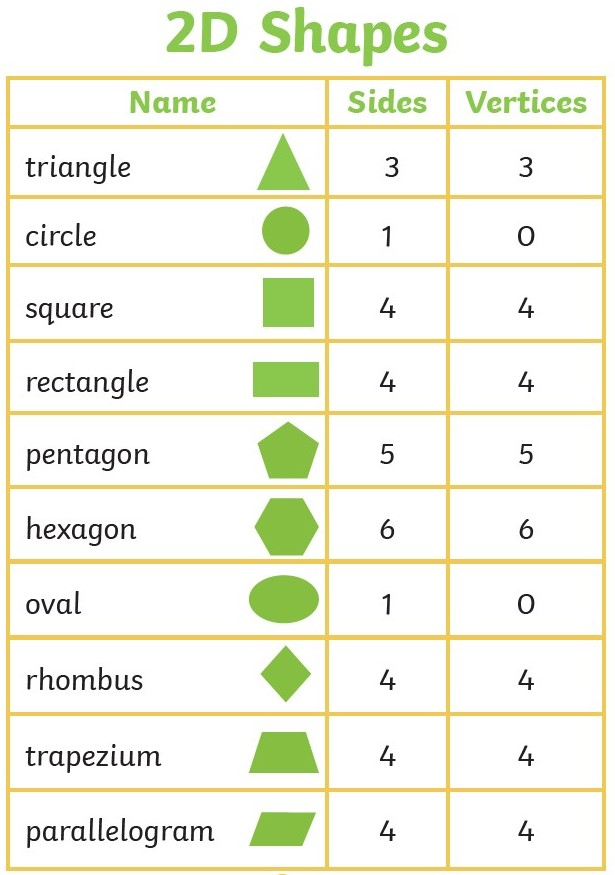 2D Shapes
Name Sides Vertices
triangle 3 3
circle 1 0
square 4 4
rectangle 4 4
pentagon 5 5
hexagon 6 6
oval 1 0
rhombus 4 4
trapezium 4 4
parallelogram 4 4